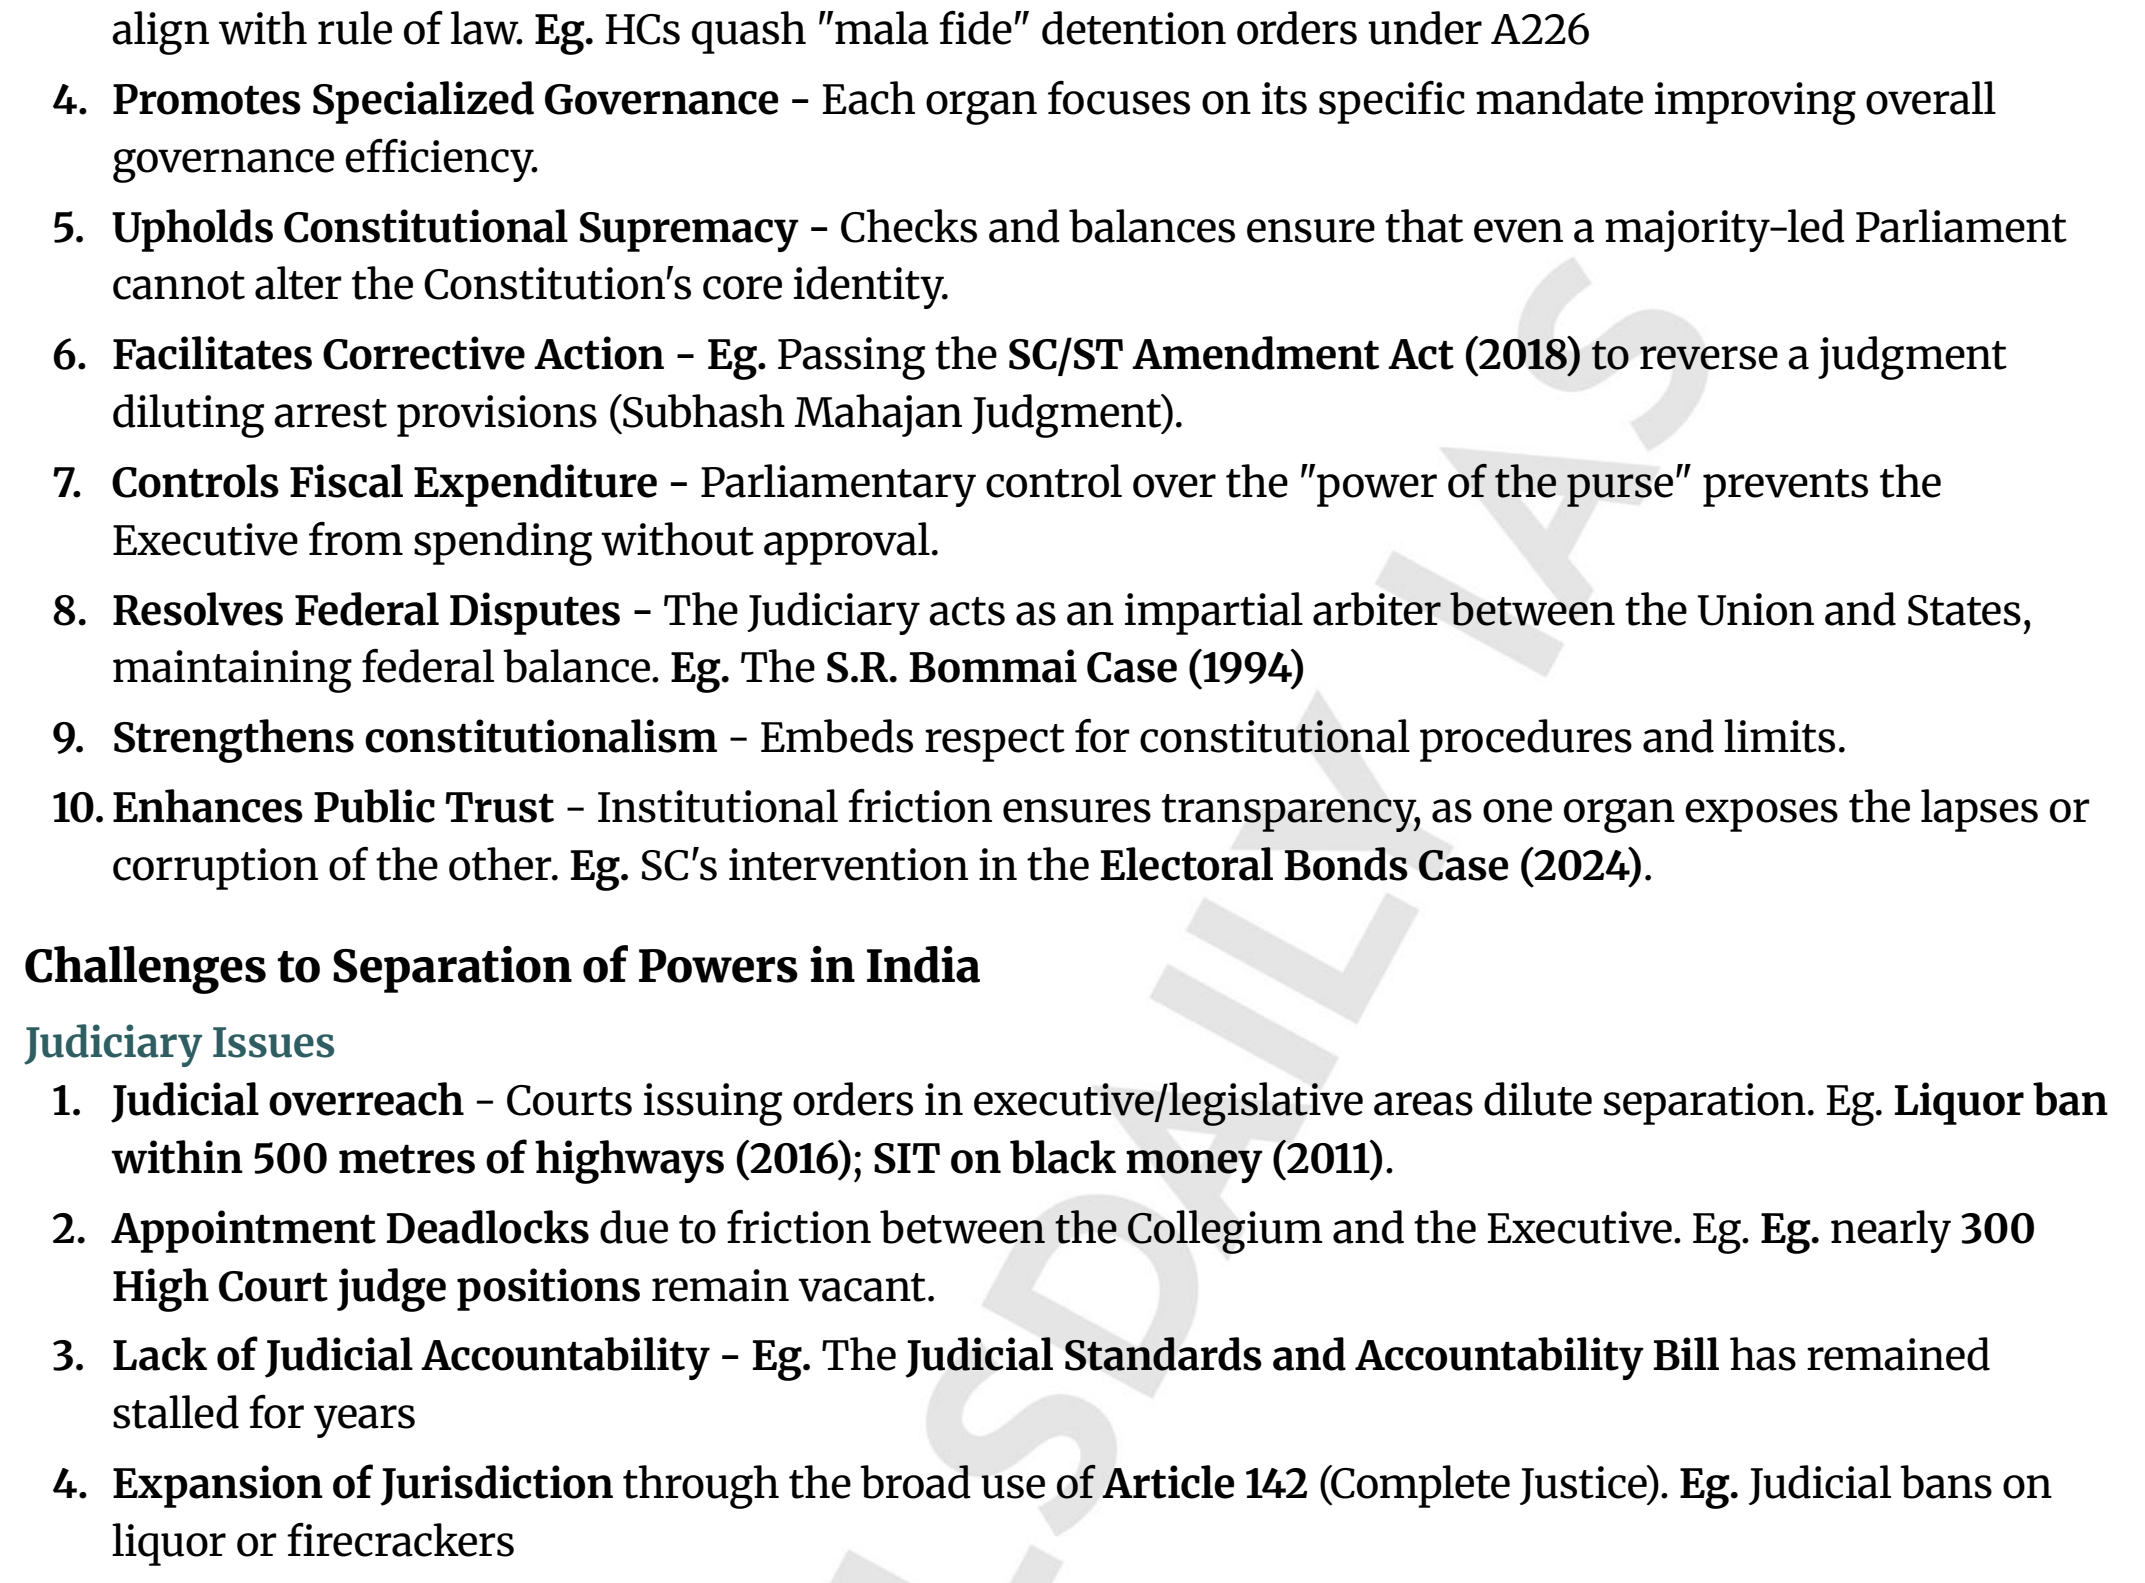 align with rule of law. Eg. HCs quash "mala fide" detention orders under A226
4. Promotes Specialized Governance - Each organ focuses on its specific mandate improving overall
governance efficiency.
5. Upholds Constitutional Supremacy - Checks and balances ensure that even a majority-led Parliament
cannot alter the Constitution's core identity.
6. Facilitates Corrective Action - Eg. Passing the SC/ST Amendment Act (2018) to reverse a judgment
diluting arrest provisions (Subhash Mahajan Judgment).
7. Controls Fiscal Expenditure - Parliamentary control over the "power of the purse" prevents the
Executive from spending without approval.
8. Resolves Federal Disputes - The Judiciary acts as an impartial arbiter between the Union and States,
maintaining federal balance. Eg. The S.R. Bommai Case (1994)
9. Strengthens constitutionalism - Embeds respect for constitutional procedures and limits.
10. Enhances Public Trust - Institutional friction ensures transparency, as one organ exposes the lapses or
corruption of the other. Eg. SC's intervention in the Electoral Bonds Case (2024).
Challenges to Separation of Powers in India
Judiciary Issues
1. Judicial overreach - Courts issuing orders in executive/legislative areas dilute separation. Eg. Liquor ban
within 500 metres of highways (2016); SIT on black money (2011).
2. Appointment Deadlocks due to friction between the Collegium and the Executive. Eg. Eg. nearly 300
High Court judge positions remain vacant.
3. Lack of Judicial Accountability - Eg. The Judicial Standards and Accountability Bill has remained
stalled for years
4. Expansion of Jurisdiction through the broad use of Article 142 (Complete Justice). Eg. Judicial bans on
liquor or firecrackers
LSDAILY IAS